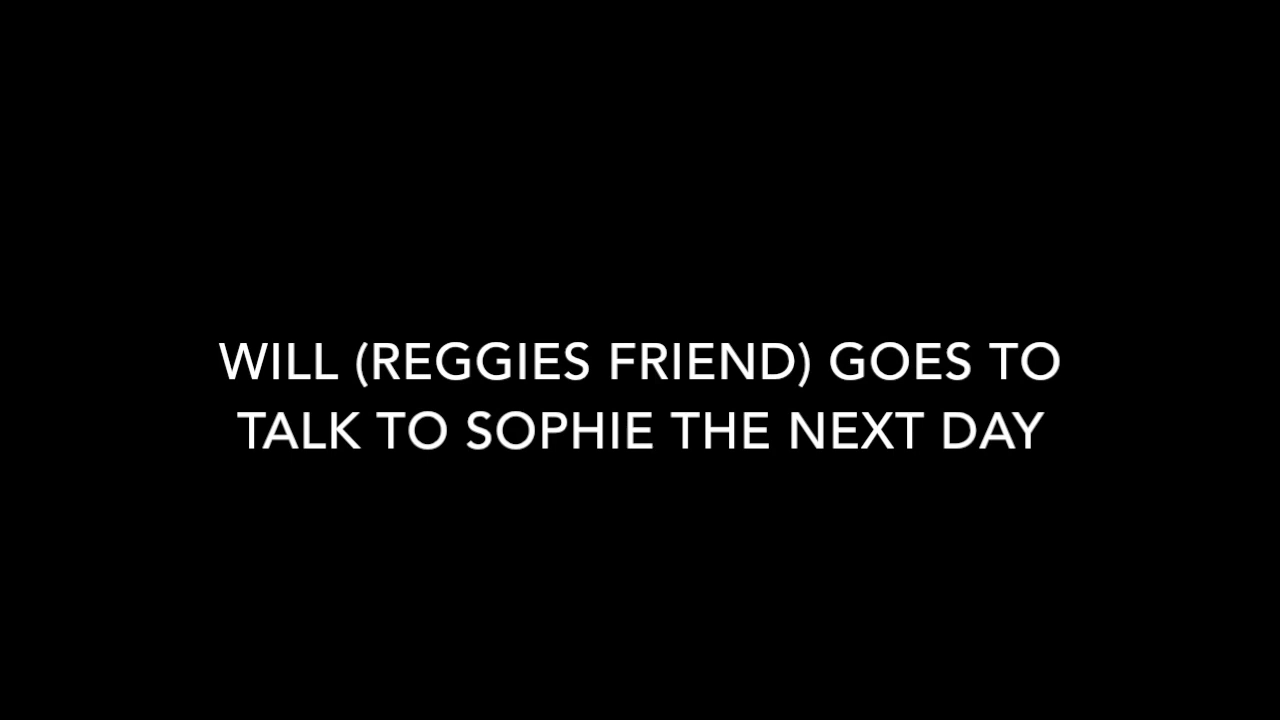 WILL (REGGIES FRIEND) GOES TO
TALK TO SOPHIE THE NEXT DAY